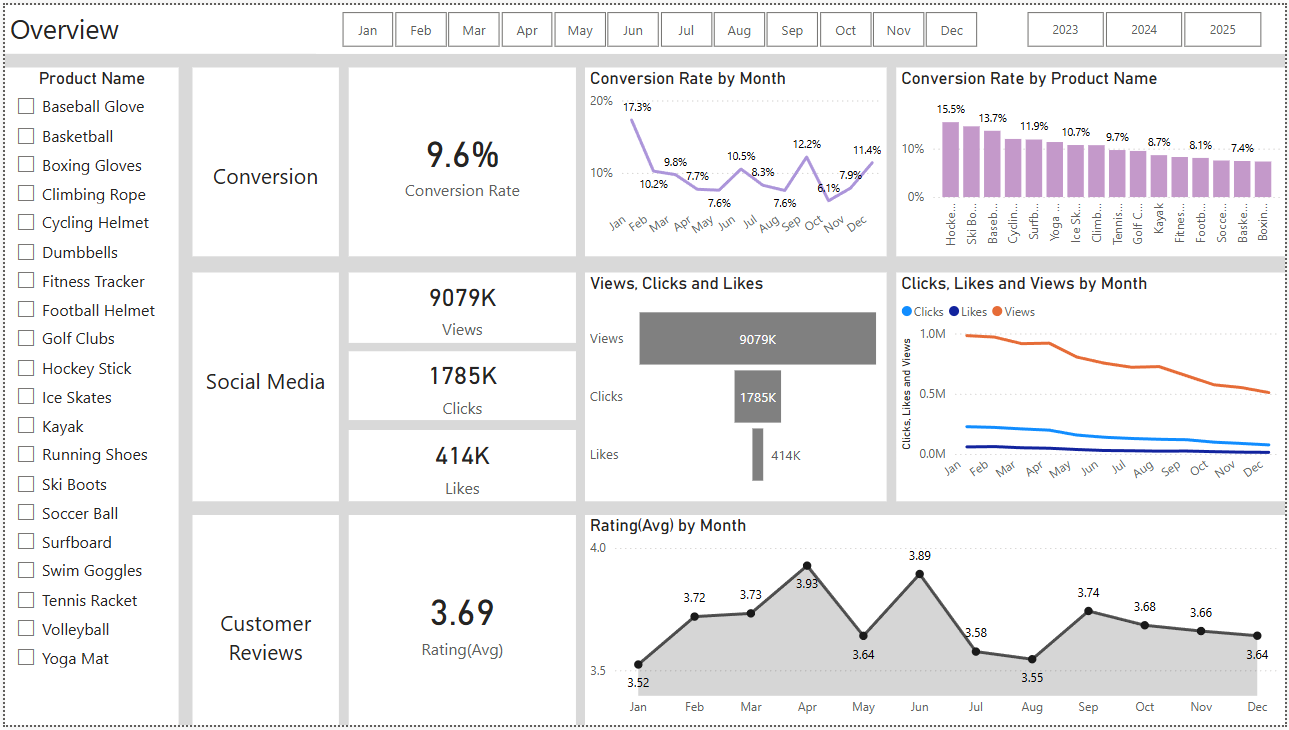 Overview
Jan Feb Mar Apr May Jun Jul Aug Sep Oct Nov Dec
2023 2024 2025
Product Name
Baseball Glove
Basketball
Boxing Gloves
Climbing Rope
Cycling Helmet
Dumbbells
Fitness Tracker
Football Helmet
Golf Clubs
Hockey Stick
Ice Skates
Kayak
Running Shoes
Ski Boots
Soccer Ball
Surfboard
Swim Goggles
Tennis Racket
Volleyball
Yoga Mat
Conversion
9.6%
Conversion Rate
Conversion Rate by Month
20%
10%
17.3% 10.2% 9.8% 7.7% 7.6% 10.5% 8.3% 7.6% 12.2% 6.1% 7.9% 11.4%
Jan Feb Mar Apr May Jun Jul Aug Sep Oct Nov Dec
Conversion Rate by Product Name
10%
0%
15.5% 13.7% 11.9% 10.7% 9.7% 8.7% 8.1% 7.4%
Hocke... Ski Bo... Baseb... Cyclin... Surfb... Yoga ... Ice Sk... Climb... Tennis... Golf C... Kayak Fitnes... Footb... Socce... Baske... Boxin...
Social Media
9079K
Views
1785K
Clicks
414K
Likes
Views, Clicks and Likes
Views 9079K
Clicks 1785K
Likes 414K
Clicks, Likes and Views by Month
Clicks Likes Views
Clicks, Likes and Views
1.0M
0.5M
0.0M
Jan Feb Mar Apr May Jun Jul Aug Sep Oct Nov Dec
Customer
Reviews
3.69
Rating(Avg)
Rating(Avg) by Month
4.0
3.5
3.52 3.72 3.73 3.93 3.64 3.89 3.58 3.55 3.74 3.68 3.66 3.64
Jan Feb Mar Apr May Jun Jul Aug Sep Oct Nov Dec